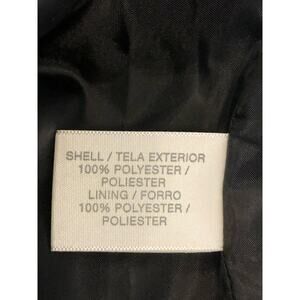 SHELL / TELA EXTERIOR
100% POLYESTER /
POLIESTER
LINING / FORRO
100% POLYESTER /
POLIESTER